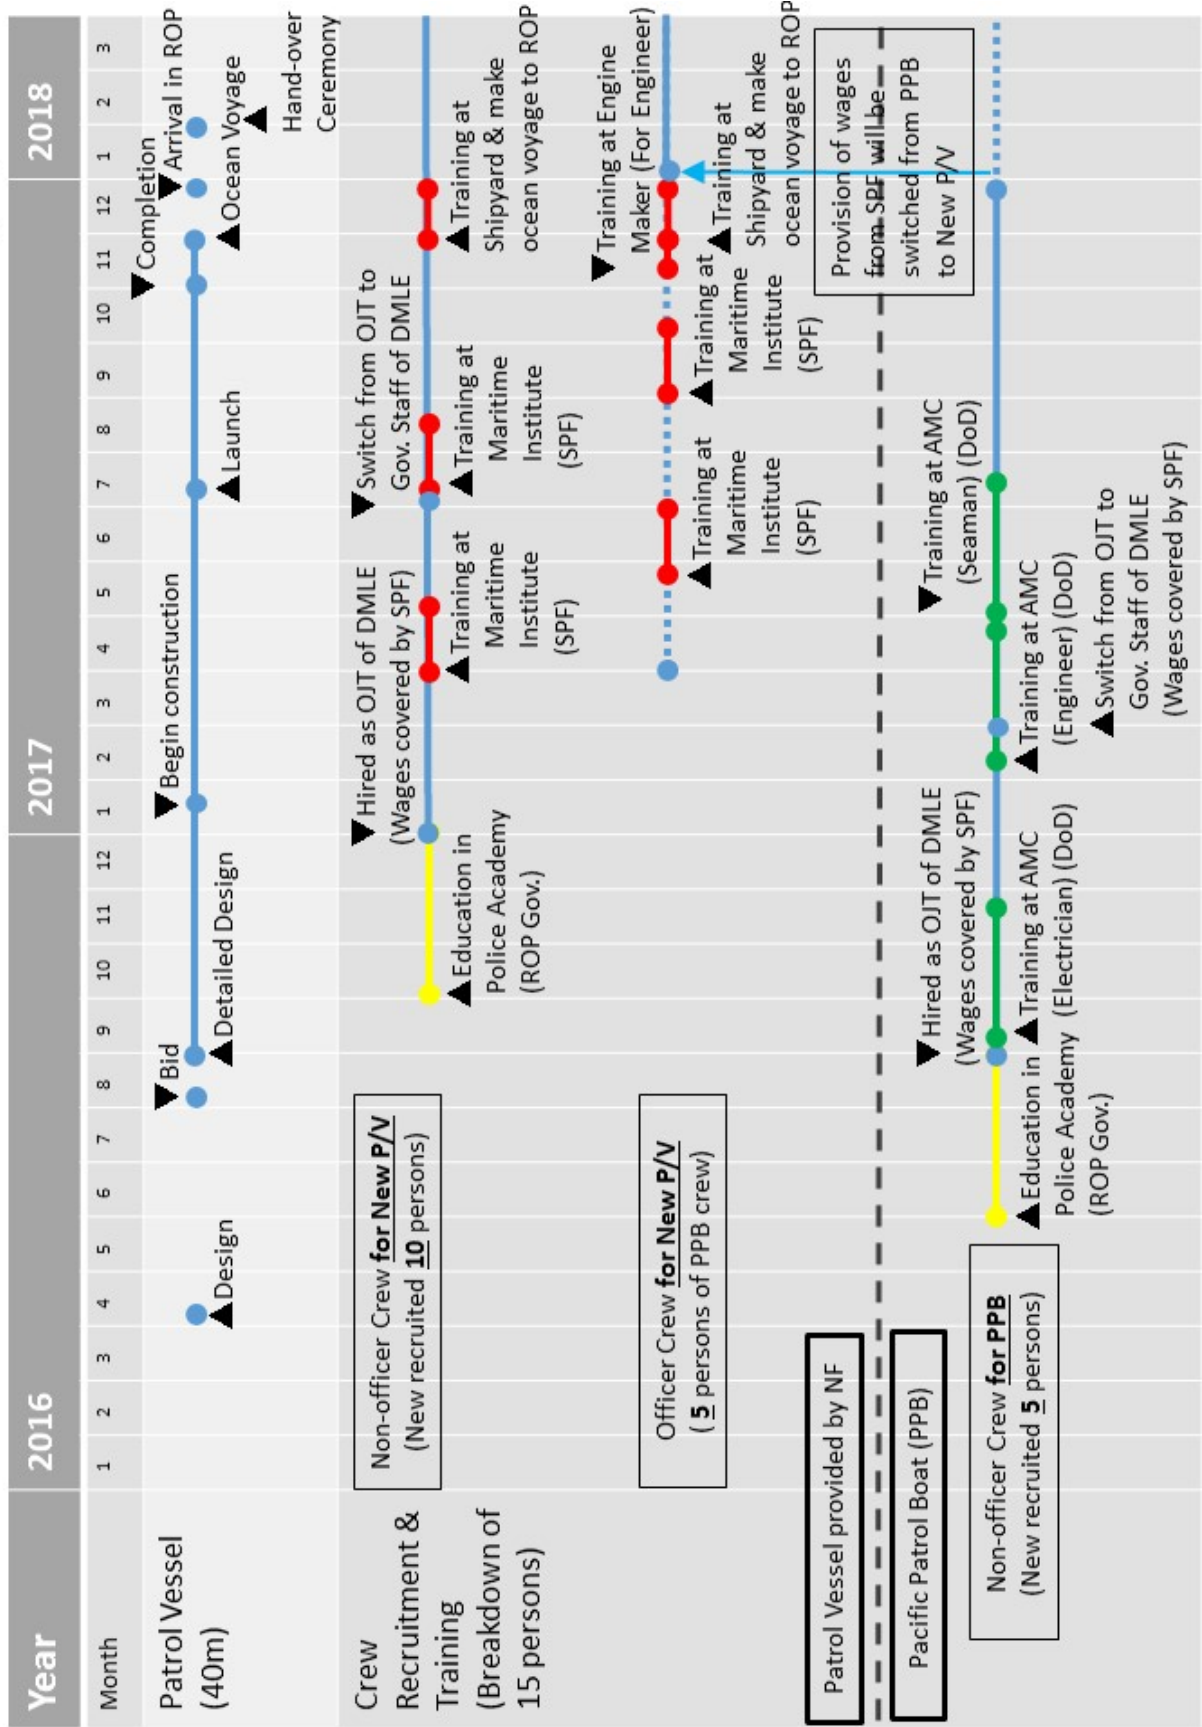 Year
2016
2017
2018
Month
1
2
3
4
5
6
7
8
9
10
11
12
1
2
3
4
5
6
7
8
9
10
11
12
1
2
3
Patrol Vessel
(40m)
▲Design
▼Bid
▲Detailed Design
▼Begin construction
▲Launch
▼Completion
▲Ocean Voyage
▼Arrival in ROP
▲
Hand-over
Ceremony
Crew
Recruitment &
Training
(Breakdown of
15 persons)
Non-officer Crew for New P/V
(New recruited 10 persons)
▲Education in
Police Academy
(ROP Gov.)
▼Hired as OJT of DMLE
(Wages covered by SPF)
▲Training at
Maritime
Institute
(SPF)
▼Switch from OJT to
Gov. Staff of DMLE
▲Training at
Maritime
Institute
(SPF)
▲Training at
Shipyard & make
ocean voyage to ROP
Officer Crew for New P/V
( 5 persons of PPB crew)
▲Training at
Maritime
Institute
(SPF)
▲Training at
Maritime
Institute
(SPF)
▼Training at Engine
Maker (For Engineer)
▲Training at
Shipyard & make
ocean voyage to ROP
Provision of wages
from SPF will be
switched from PPB
to New P/V
Patrol Vessel provided by NF
Pacific Patrol Boat (PPB)
Non-officer Crew for PPB
(New recruited 5 persons)
▲Education in
Police Academy
(ROP Gov.)
▼Hired as OJT of DMLE
(Wages covered by SPF)
▲Training at AMC
(Electrician) (DoD)
▲Training at AMC
(Engineer) (DoD)
▲Switch from OJT to
Gov. Staff of DMLE
(Wages covered by SPF)
▼Training at AMC
(Seaman) (DoD)